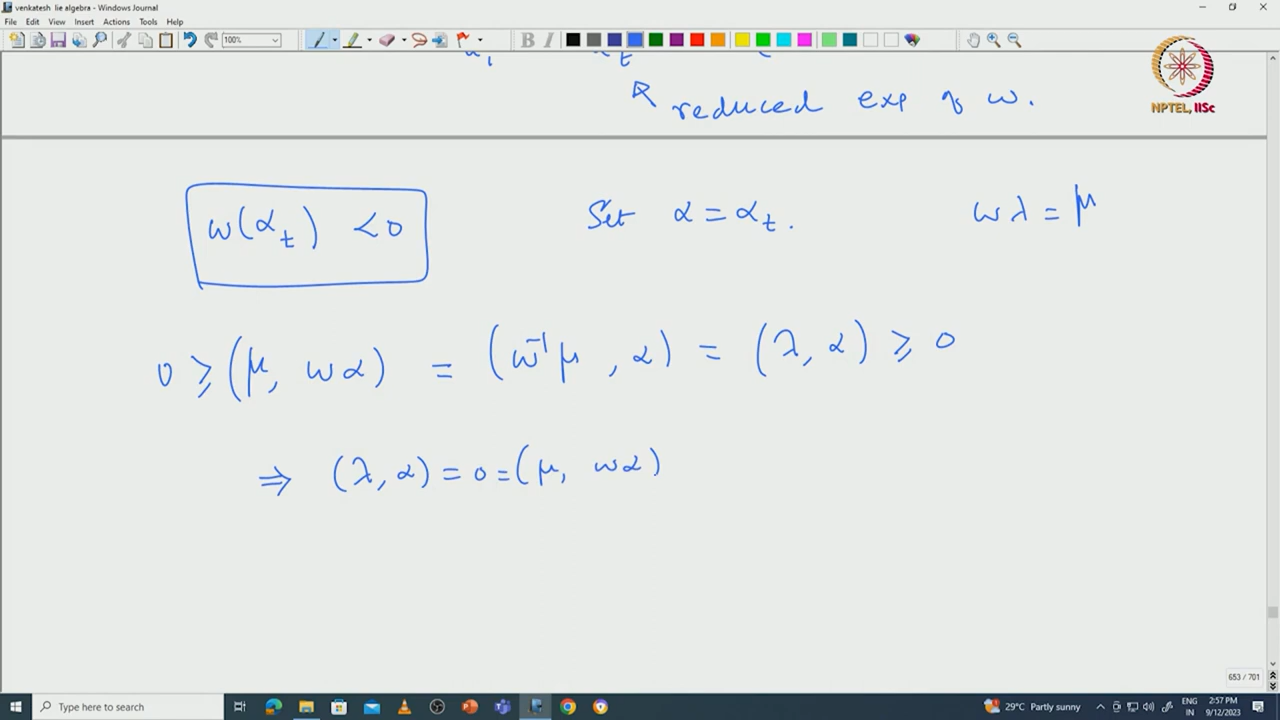 venkatesh lie algebra - Windows Journal
File Edit View Insert Actions Tools Help
100%
B I
NPTEL, IISc
reduced exp of w.
w(α_t) < 0 Set α = α_t. wλ = μ
0 ≥ (μ, wα) = (w⁻¹μ, α) = (λ, α) ≥ 0
⇒ (λ, α) = 0 = (μ, wα)
653 / 701
Type here to search
29°C Partly sunny
ENG
IN
2:57 PM
9/12/2023